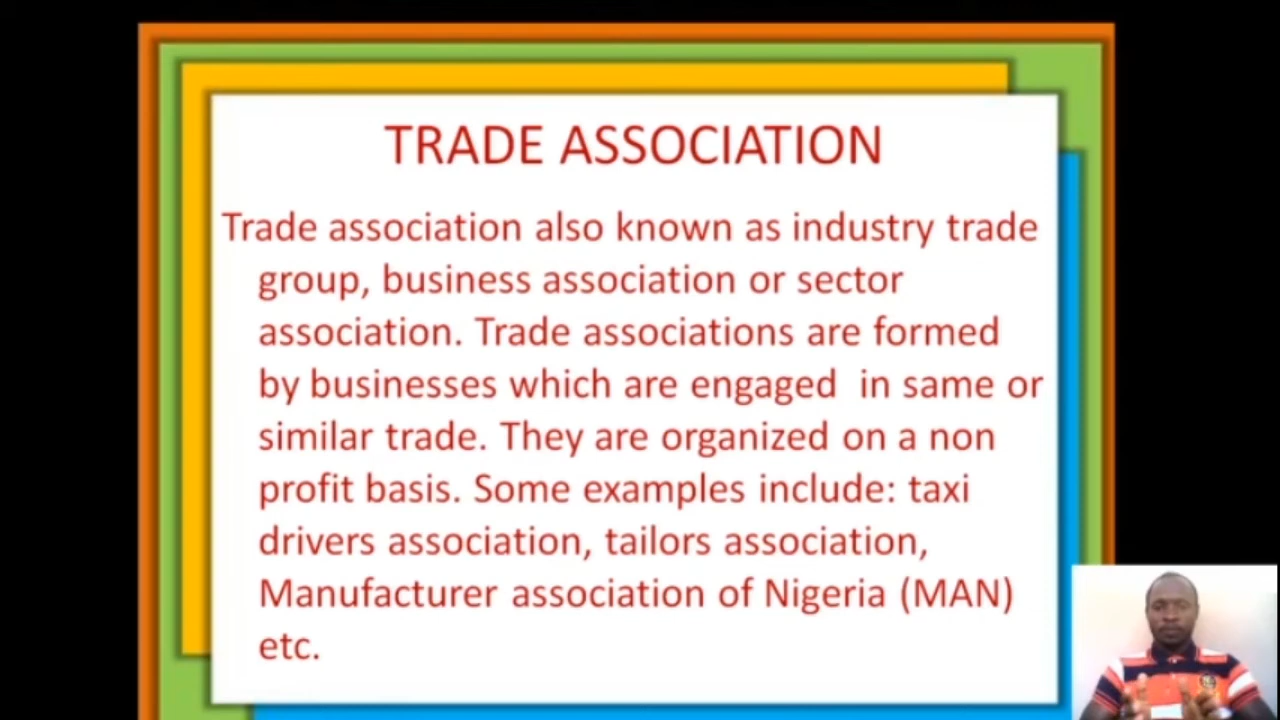 TRADE ASSOCIATION
Trade association also known as industry trade
group, business association or sector
association. Trade associations are formed
by businesses which are engaged  in same or
similar trade. They are organized on a non
profit basis. Some examples include: taxi
drivers association, tailors association,
Manufacturer association of Nigeria (MAN)
etc.